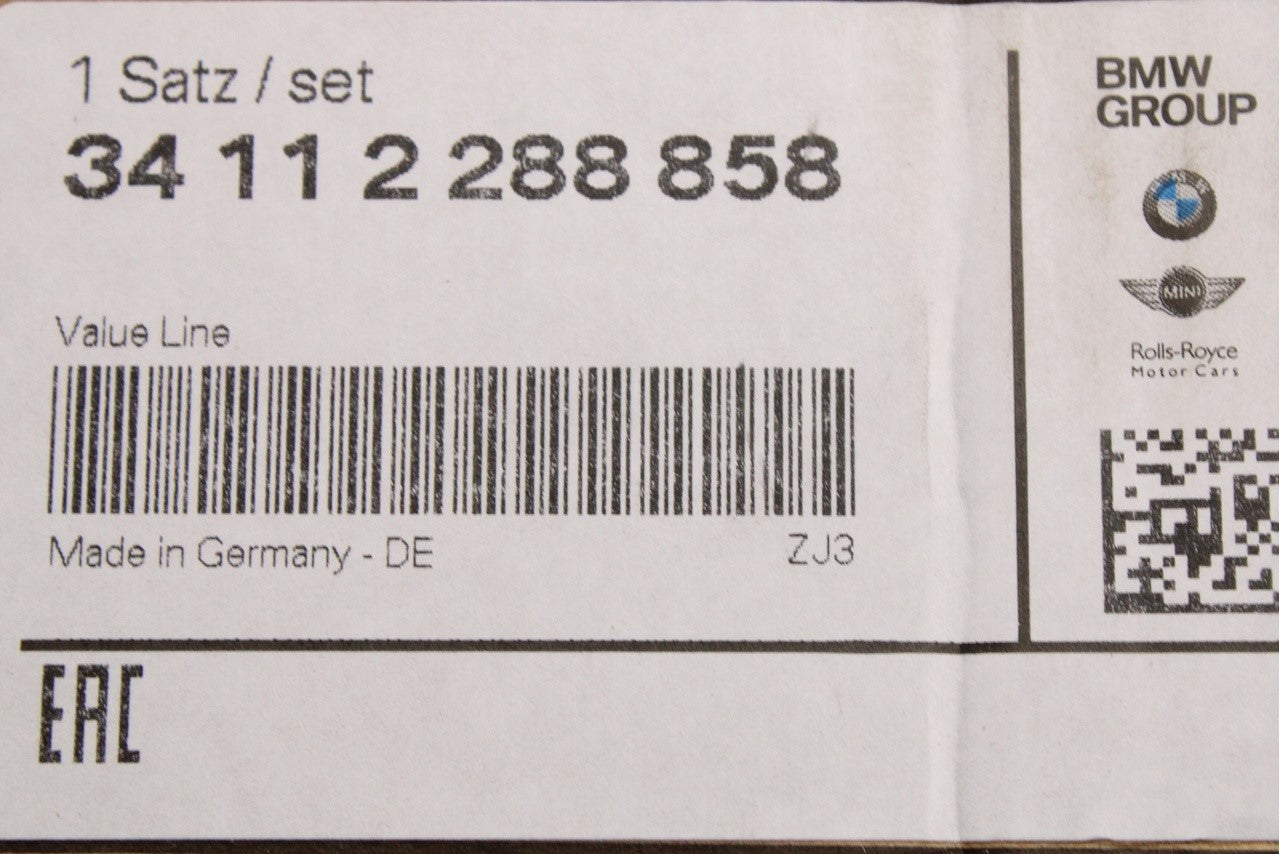 1 Satz / set
34 11 2 288 858
Value Line
Made in Germany - DE
ZJ3
EAC
BMW
GROUP
MINI
Rolls-Royce
Motor Cars